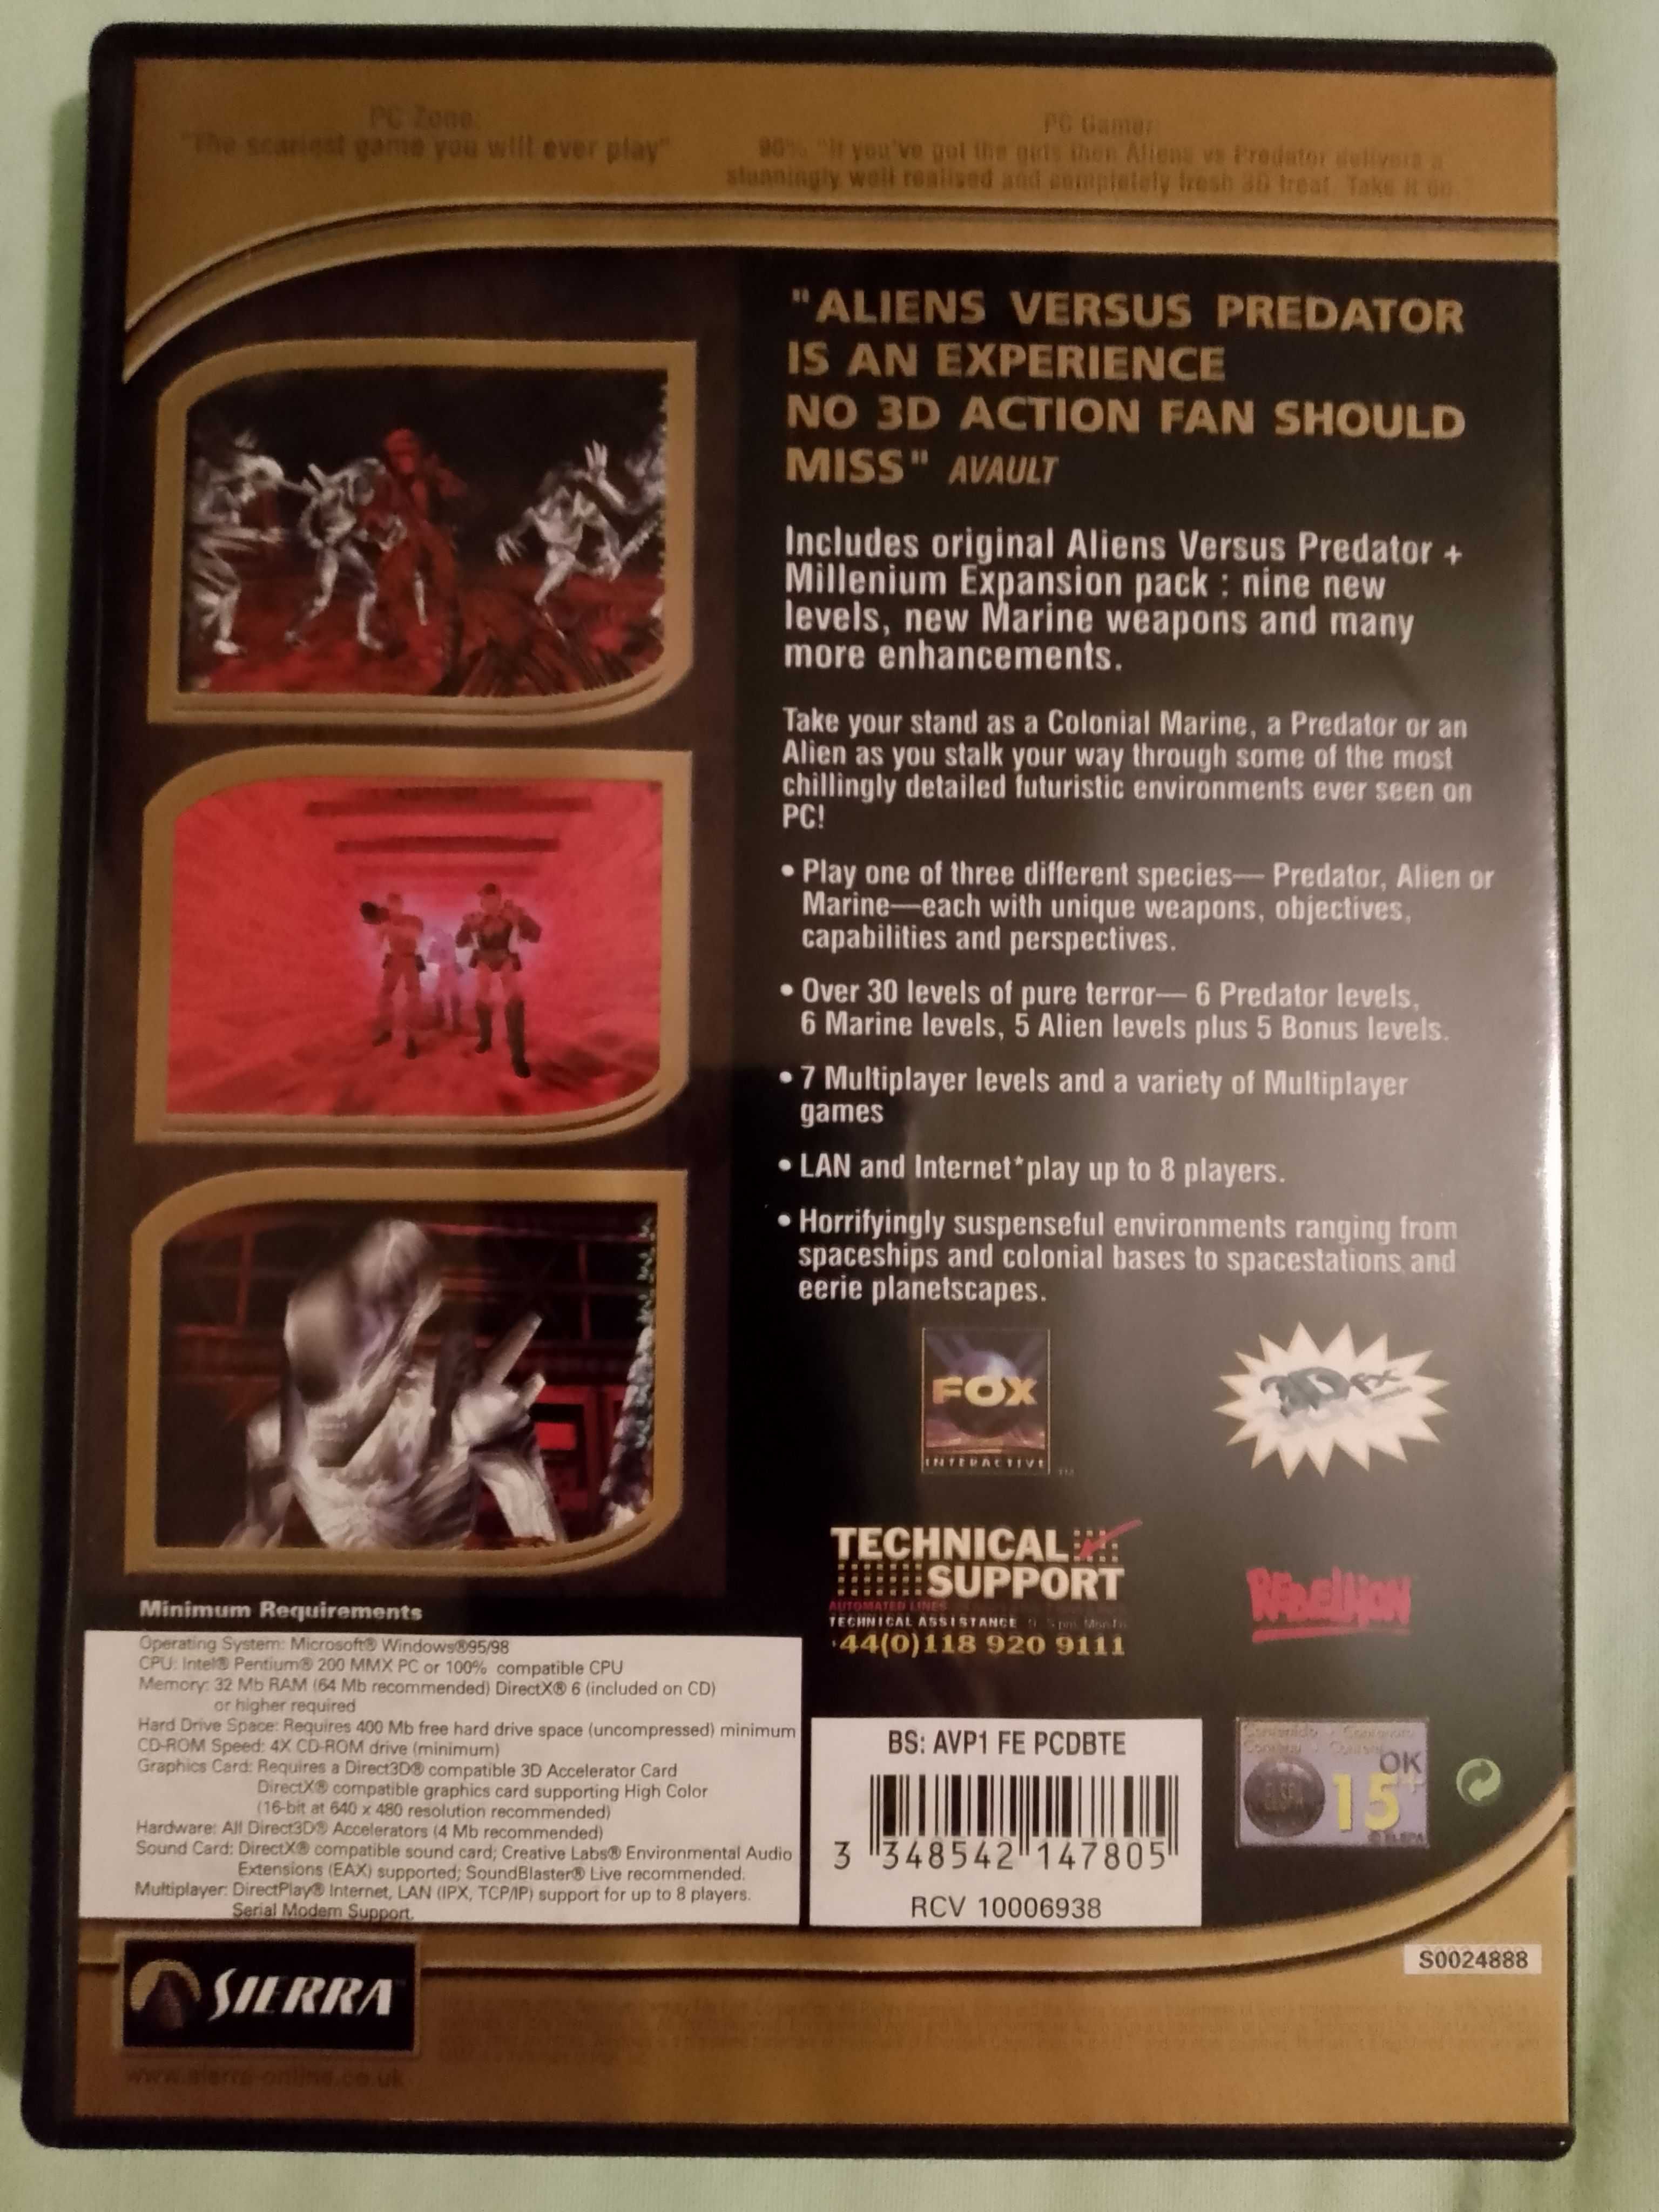 PC Zone:
"The scariest game you will ever play"
PC Gamer
90% "If you've got the guts then Aliens vs Predator delivers a
stunningly well realised and completely fresh 3D treat. Take it on
"ALIENS VERSUS PREDATOR
IS AN EXPERIENCE
NO 3D ACTION FAN SHOULD
MISS" AVAULT
Includes original Aliens Versus Predator +
Millenium Expansion pack : nine new
levels, new Marine weapons and many
more enhancements.
Take your stand as a Colonial Marine, a Predator or an
Alien as you stalk your way through some of the most
chillingly detailed futuristic environments ever seen on
PC!
• Play one of three different species— Predator, Alien or
Marine—each with unique weapons, objectives,
capabilities and perspectives.
• Over 30 levels of pure terror— 6 Predator levels,
6 Marine levels, 5 Alien levels plus 5 Bonus levels.
• 7 Multiplayer levels and a variety of Multiplayer
games
• LAN and Internet*play up to 8 players.
• Horrifyingly suspenseful environments ranging from
spaceships and colonial bases to spacestations and
eerie planetscapes.
FOX
INTERACTIVE TM
3Dfx
TECHNICAL
SUPPORT
AUTOMATED LINES
TECHNICAL ASSISTANCE
+44(0)118 920 9111
REBELLION
Minimum Requirements
Operating System: Microsoft® Windows®95/98
CPU: Intel® Pentium® 200 MMX PC or 100% compatible CPU
Memory: 32 Mb RAM (64 Mb recommended) DirectX® 6 (included on CD)
or higher required
Hard Drive Space: Requires 400 Mb free hard drive space (uncompressed) minimum
CD-ROM Speed: 4X CD-ROM drive (minimum)
Graphics Card: Requires a Direct3D® compatible 3D Accelerator Card
DirectX® compatible graphics card supporting High Color
(16-bit at 640 x 480 resolution recommended)
Hardware: All Direct3D® Accelerators (4 Mb recommended)
Sound Card: DirectX® compatible sound card; Creative Labs® Environmental Audio
Extensions (EAX) supported; SoundBlaster® Live recommended.
Multiplayer: DirectPlay® Internet, LAN (IPX, TCP/IP) support for up to 8 players.
Serial Modem Support.
BS: AVP1 FE PCDBTE
3 348542 147805
RCV 10006938
ELSPA
OK
15+
© ELSPA
S0024888
SIERRA™
www.sierra-online.co.uk